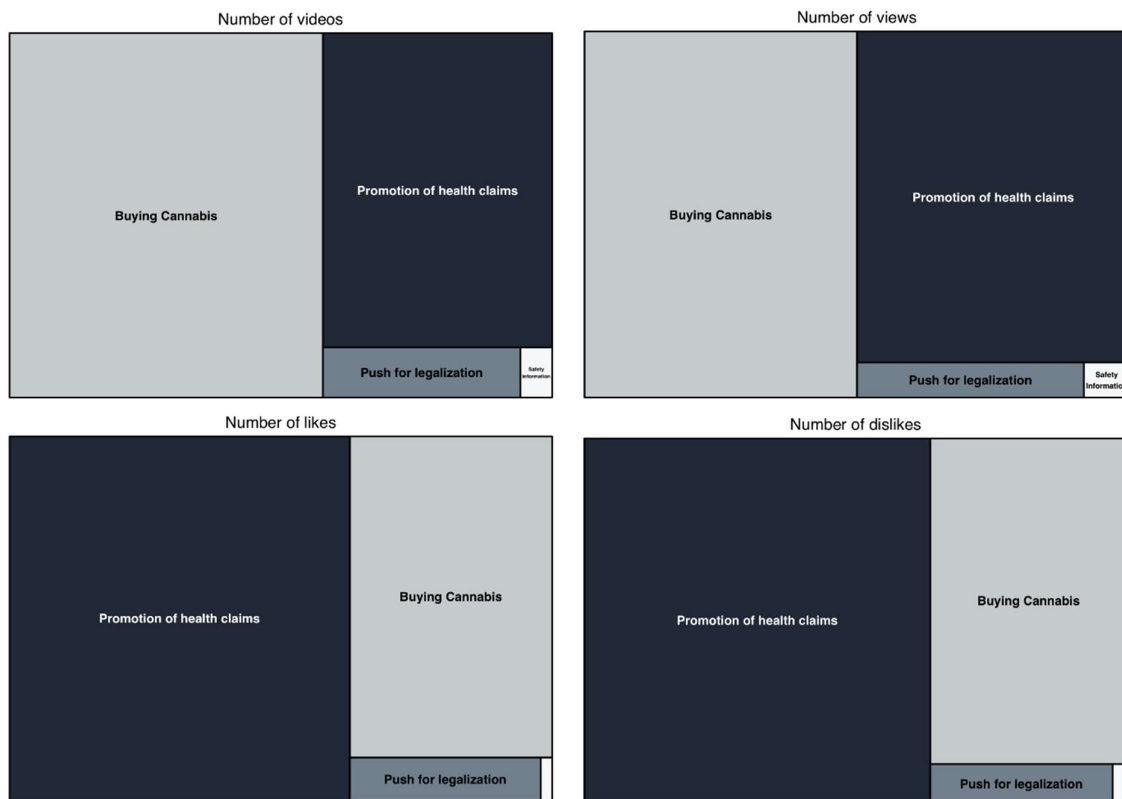 Number of videos
Buying Cannabis
Promotion of health claims
Push for legalization
Safety
Information
Number of views
Buying Cannabis
Promotion of health claims
Push for legalization
Safety
Information
Number of likes
Promotion of health claims
Buying Cannabis
Push for legalization
Number of dislikes
Promotion of health claims
Buying Cannabis
Push for legalization